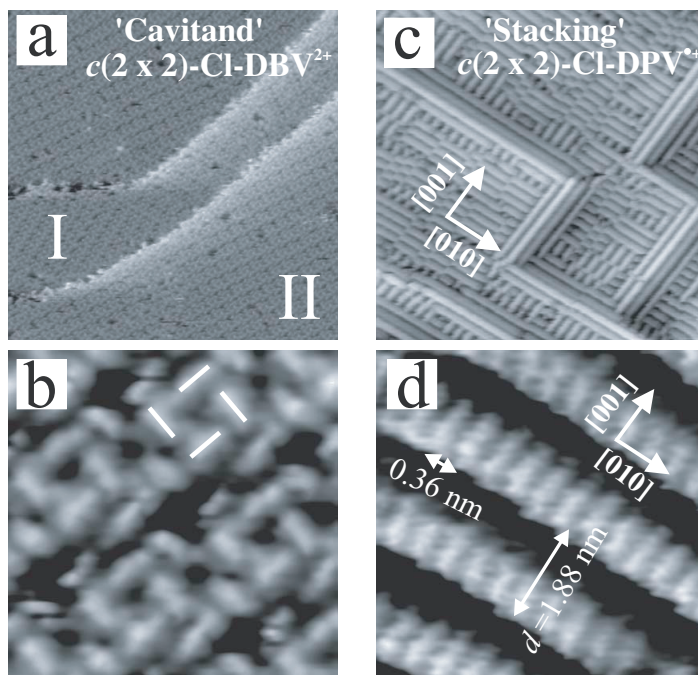 a
'Cavitand'
c(2 x 2)-Cl-DBV2+
I
II
c
'Stacking'
c(2 x 2)-Cl-DPV•+
[001]
[010]
b
d
[001]
[010]
0.36 nm
d=1.88 nm